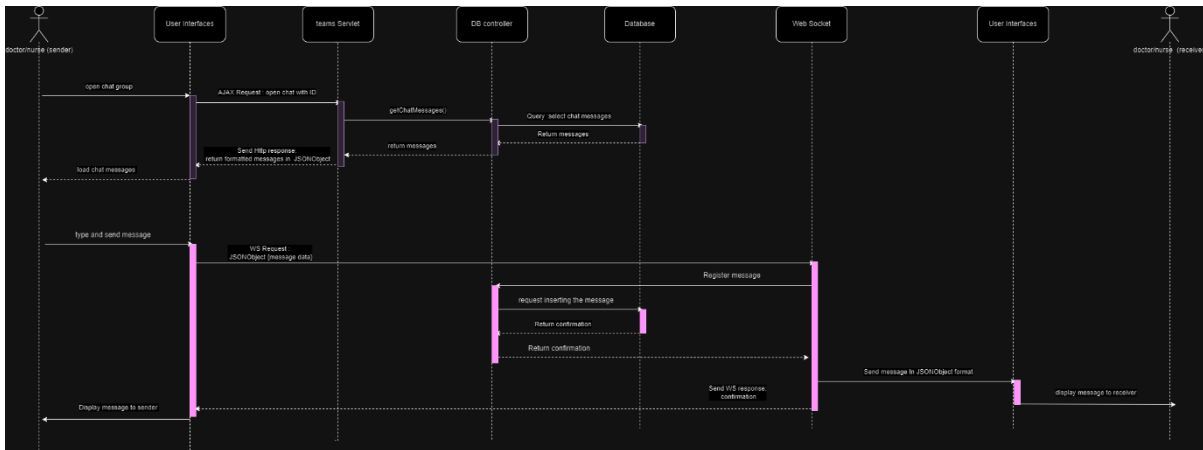 User Interfaces
teams Servlet
DB controller
Database
Web Socket
User Interfaces
doctor/nurse (sender)
doctor/nurse (receiver)
open chat group
AJAX Request : open chat with ID
getChatMessages()
Query select chat messages
Return messages
return messages
Send Http response:
return formatted messages in JSONObject
load chat messages
type and send message
WS Request :
JSONObject (message data)
Register message
request inserting the message
Return confirmation
Return confirmation
Send message in JSONObject format
Send WS response:
confirmation
display message to receiver
Display message to sender